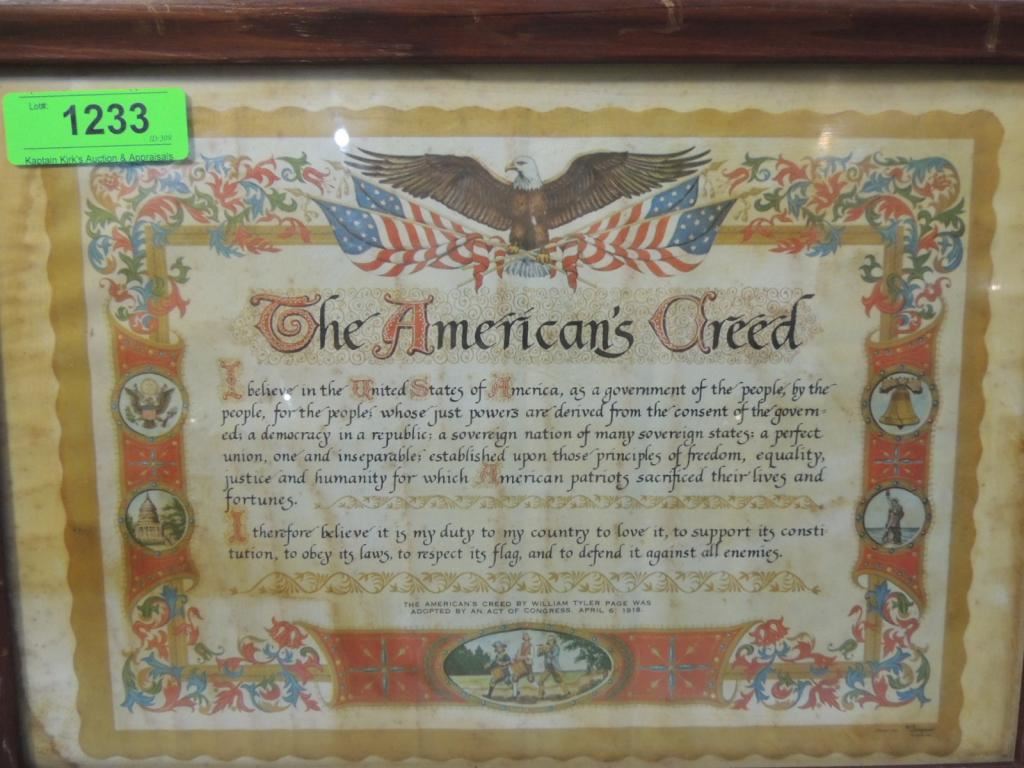 Lot#: 1233
ID:309
Kaptain Kirk's Auction & Appraisals
The American's Creed
I believe in the United States of America, as a government of the people, by the
people, for the people; whose just powers are derived from the consent of the govern-
ed; a democracy in a republic; a sovereign nation of many sovereign states; a perfect
union, one and inseparable; established upon those principles of freedom, equality,
justice and humanity for which American patriots sacrificed their lives and
fortunes.
I therefore believe it is my duty to my country to love it, to support its consti
tution, to obey its laws, to respect its flag, and to defend it against all enemies.
THE AMERICAN'S CREED BY WILLIAM TYLER PAGE WAS
ADOPTED BY AN ACT OF CONGRESS, APRIL 6, 1918.